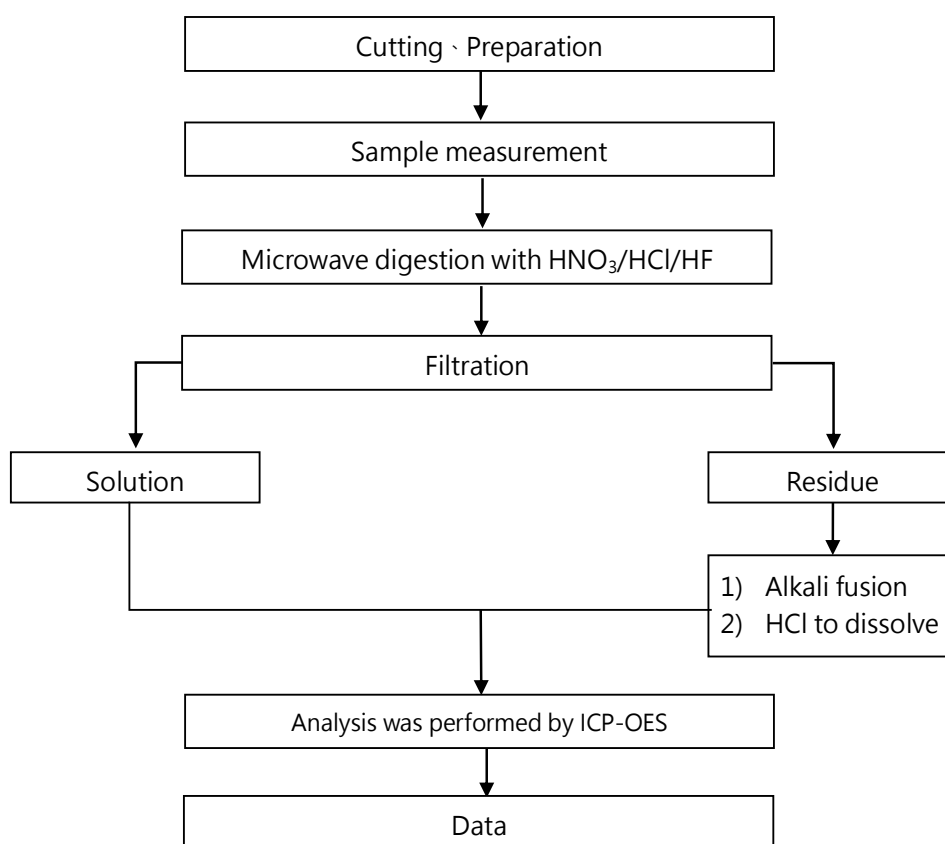 Cutting、Preparation
Sample measurement
Microwave digestion with HNO₃/HCl/HF
Filtration
Solution
Residue
1) Alkali fusion
2) HCl to dissolve
Analysis was performed by ICP-OES
Data